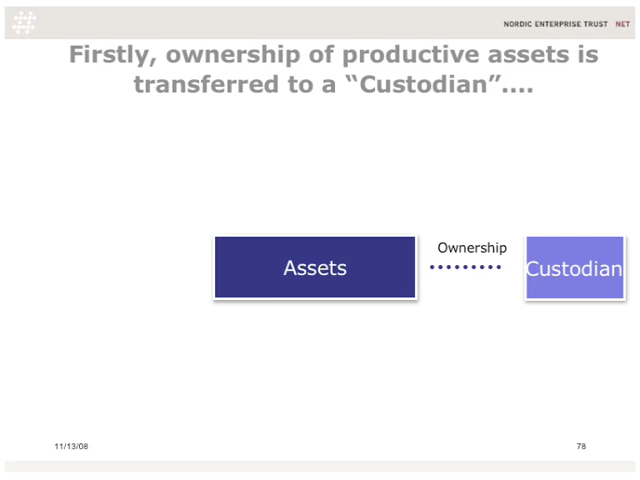 NORDIC ENTERPRISE TRUST NET
Firstly, ownership of productive assets is
transferred to a “Custodian”....
Ownership
Assets
Custodian
11/13/08
78